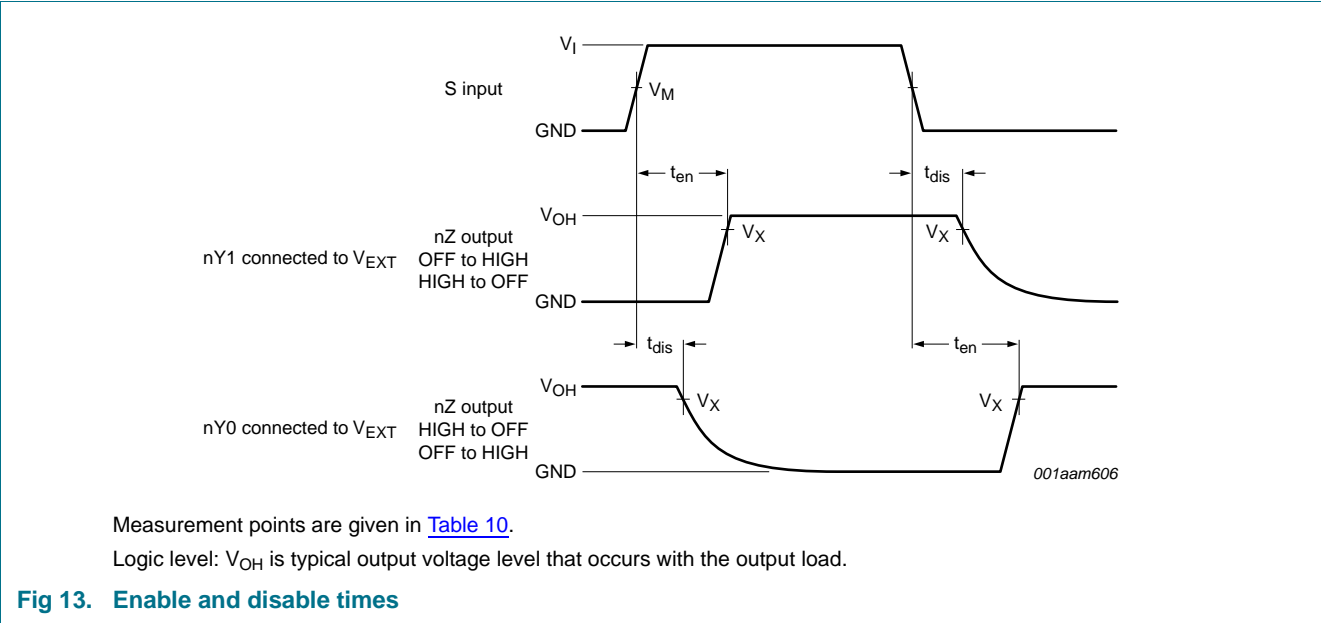 V_I
S input
V_M
GND
t_en
t_dis
V_OH
nY1 connected to V_EXT
nZ output
OFF to HIGH
HIGH to OFF
V_X
V_X
GND
t_dis
t_en
V_OH
nY0 connected to V_EXT
nZ output
HIGH to OFF
OFF to HIGH
V_X
V_X
GND
001aam606
Measurement points are given in Table 10.
Logic level: V_OH is typical output voltage level that occurs with the output load.
Fig 13. Enable and disable times